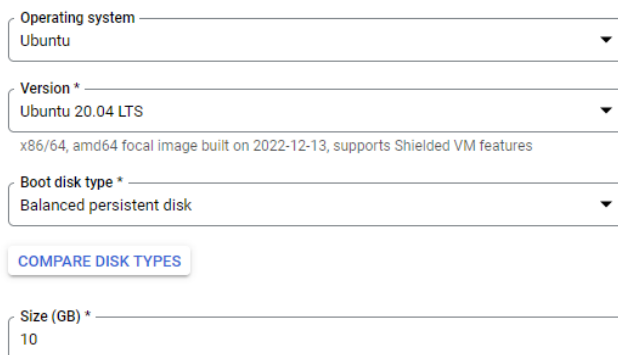 Operating system
Ubuntu
Version *
Ubuntu 20.04 LTS
x86/64, amd64 focal image built on 2022-12-13, supports Shielded VM features
Boot disk type *
Balanced persistent disk
COMPARE DISK TYPES
Size (GB) *
10